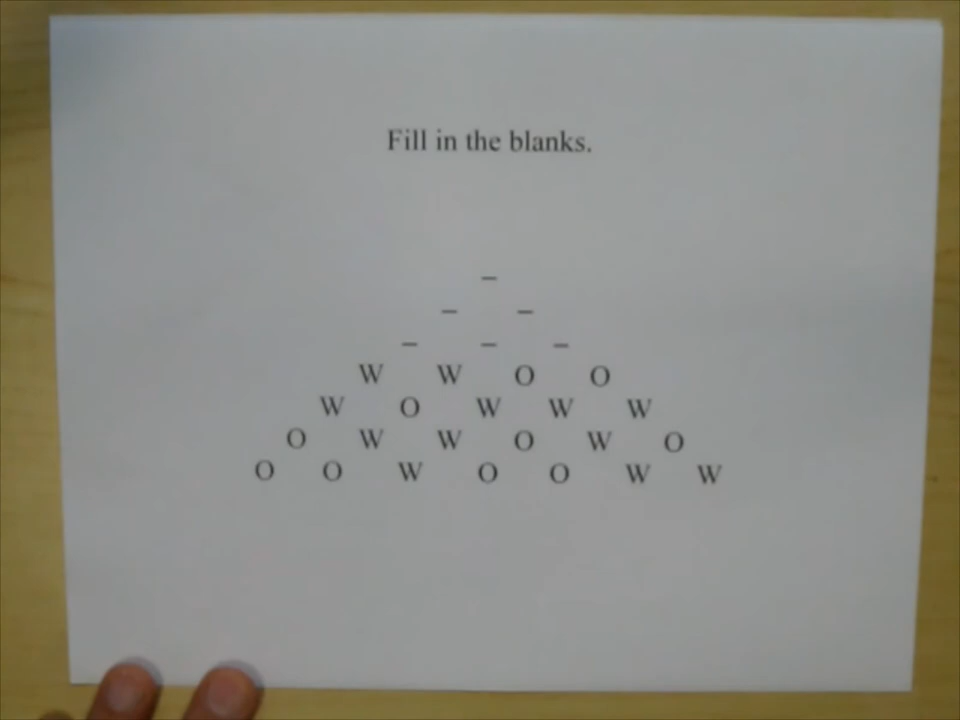 Fill in the blanks.
_
_ _
_ _ _
W W O O
W O W W W
O W W O W O
O O W O O W W